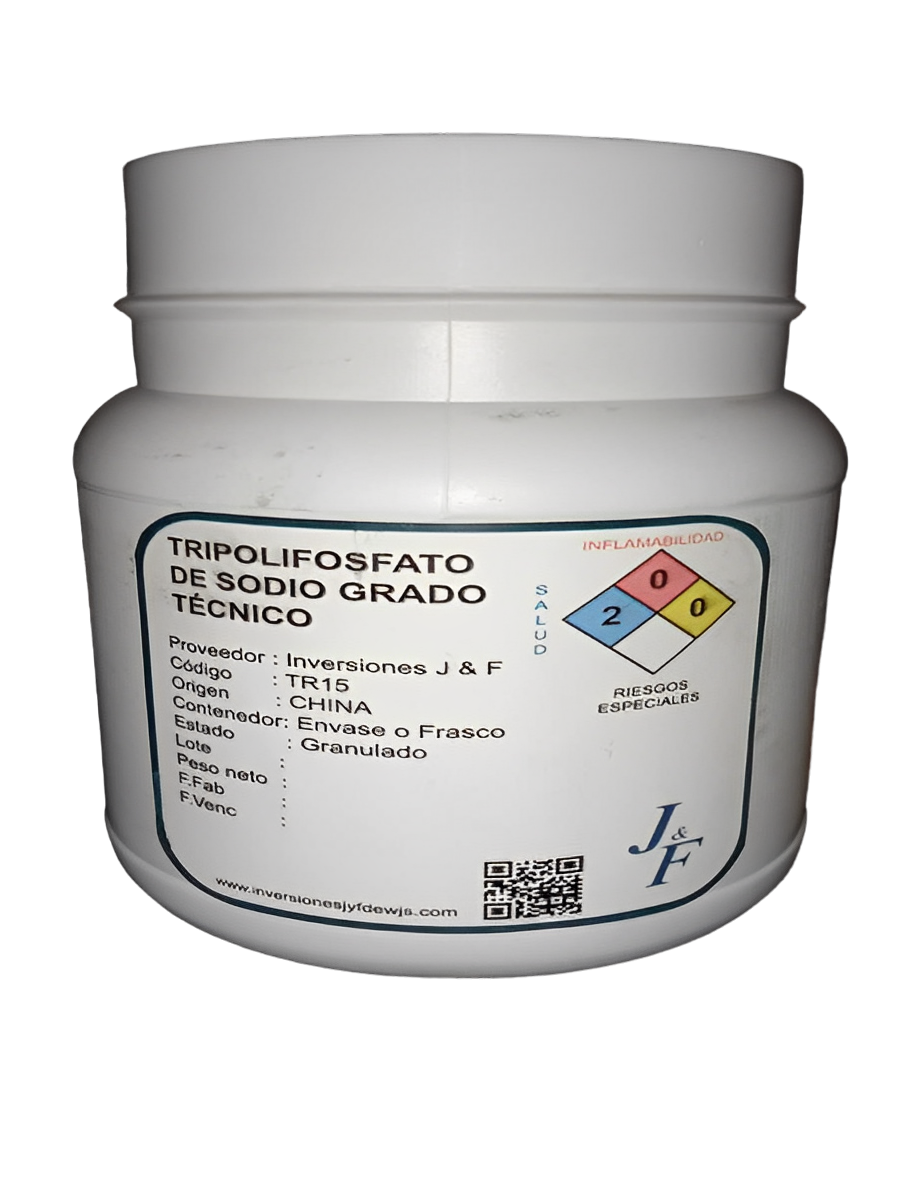 TRIPOLIFOSFATO
DE SODIO GRADO
TÉCNICO
Proveedor : Inversiones J & F
Código : TR15
Origen : CHINA
Contenedor: Envase o Frasco
Estado : Granulado
Lote :
Peso neto :
F.Fab :
F.Venc :
www.inversionesjyfdewjs.com
INFLAMABILIDAD
SALUD
0
2 0
RIESGOS
ESPECIALES
J&F